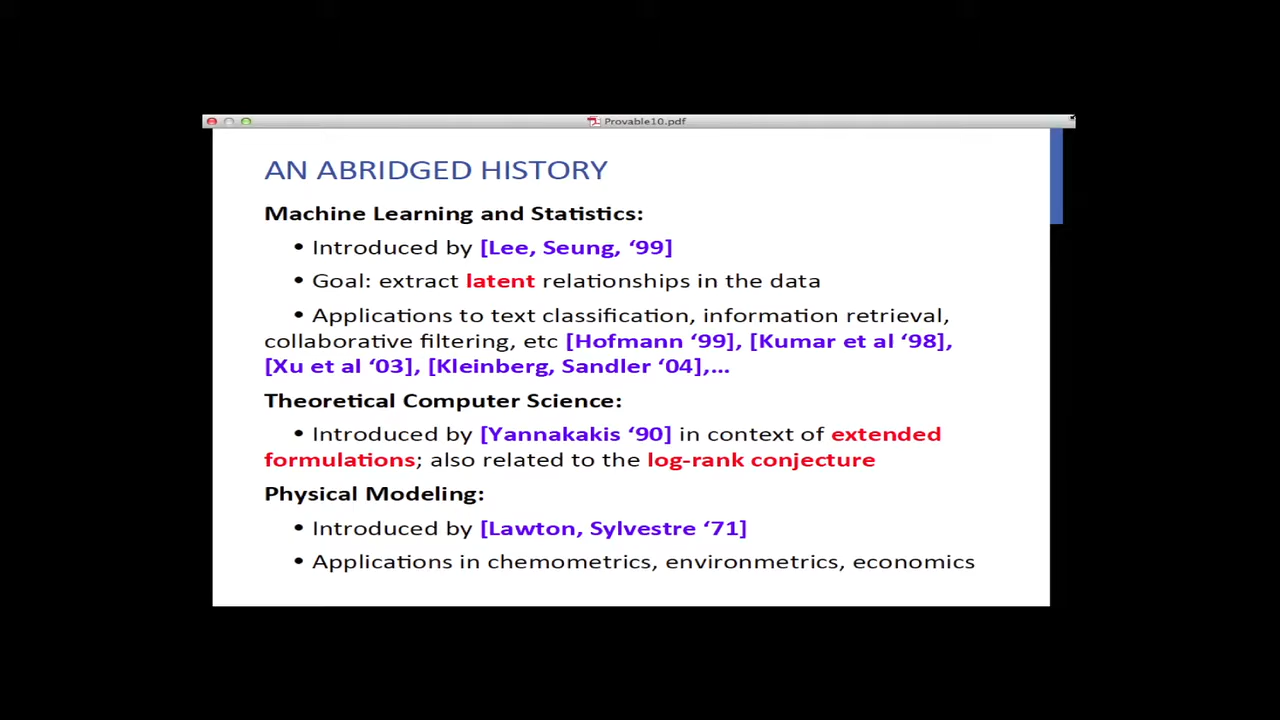 Provable10.pdf
AN ABRIDGED HISTORY
Machine Learning and Statistics:
• Introduced by [Lee, Seung, ‘99]
• Goal: extract latent relationships in the data
• Applications to text classification, information retrieval,
collaborative filtering, etc [Hofmann ‘99], [Kumar et al ‘98],
[Xu et al ‘03], [Kleinberg, Sandler ‘04],…
Theoretical Computer Science:
• Introduced by [Yannakakis ‘90] in context of extended
formulations; also related to the log-rank conjecture
Physical Modeling:
• Introduced by [Lawton, Sylvestre ‘71]
• Applications in chemometrics, environmetrics, economics